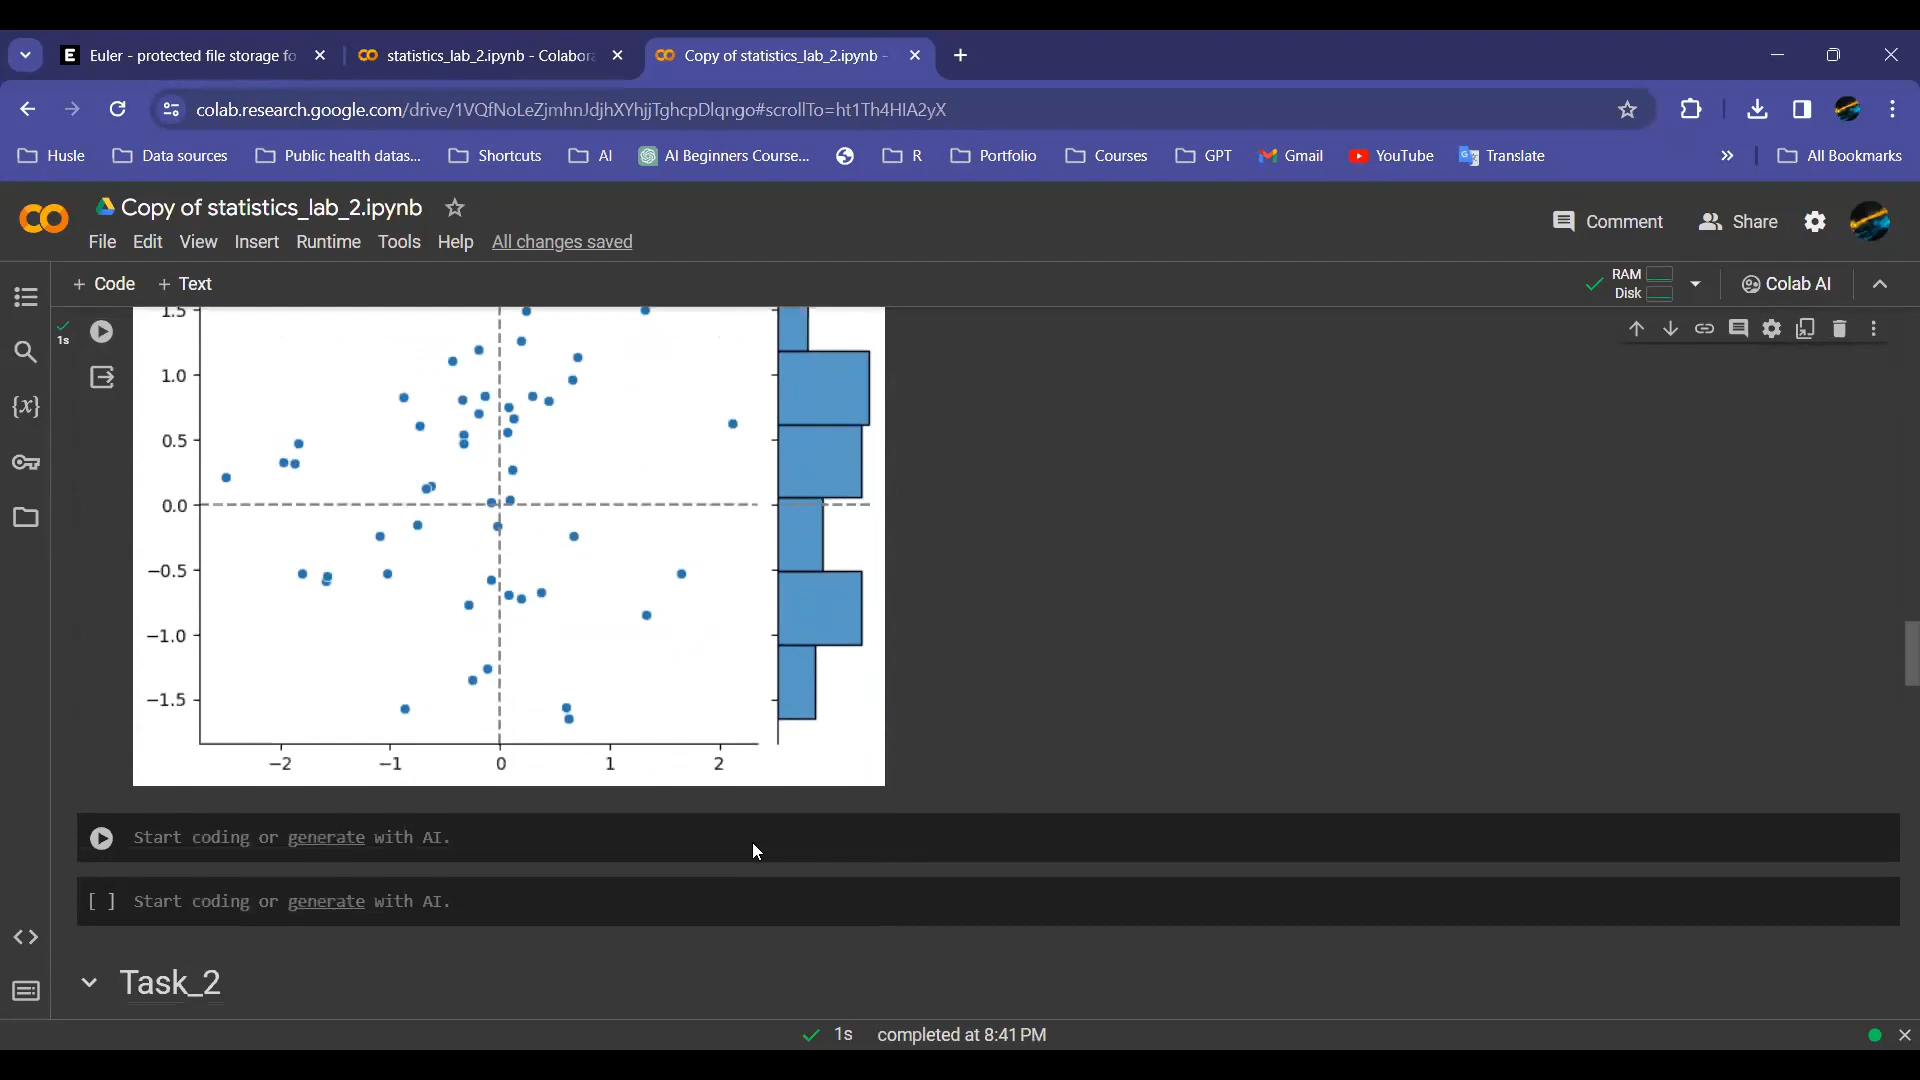 Euler - protected file storage fo
statistics_lab_2.ipynb - Colabora
Copy of statistics_lab_2.ipynb -
colab.research.google.com/drive/1VQfNoLeZjmhnJdjhXYhjjTghcpDlqngo#scrollTo=ht1Th4HIA2yX
Husle
Data sources
Public health datas...
Shortcuts
AI
AI Beginners Course...
R
Portfolio
Courses
GPT
Gmail
YouTube
Translate
All Bookmarks
Copy of statistics_lab_2.ipynb
Comment
Share
File Edit View Insert Runtime Tools Help All changes saved
+ Code + Text
RAM
Disk
Colab AI
{x}
1s
1.5
1.0
0.5
0.0
−0.5
−1.0
−1.5
−2 −1 0 1 2
Start coding or generate with AI.
[ ] Start coding or generate with AI.
Task_2
1s completed at 8:41 PM